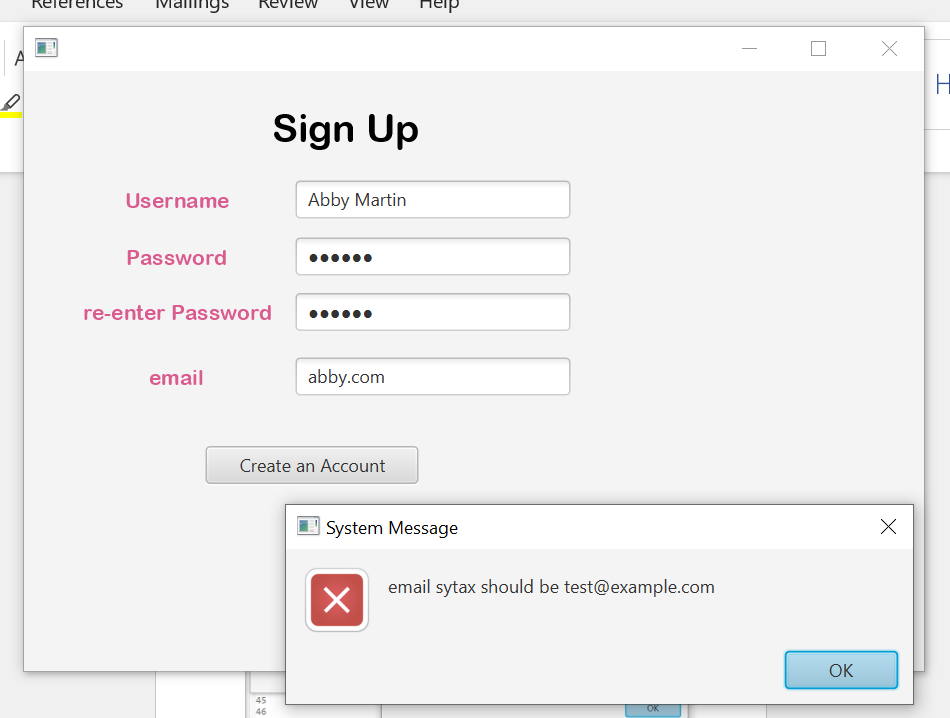 References Mailings Review View Help
Sign Up
Username Abby Martin
Password ••••••
re-enter Password ••••••
email abby.com
Create an Account
System Message
email sytax should be test@example.com
OK
45
46
OK